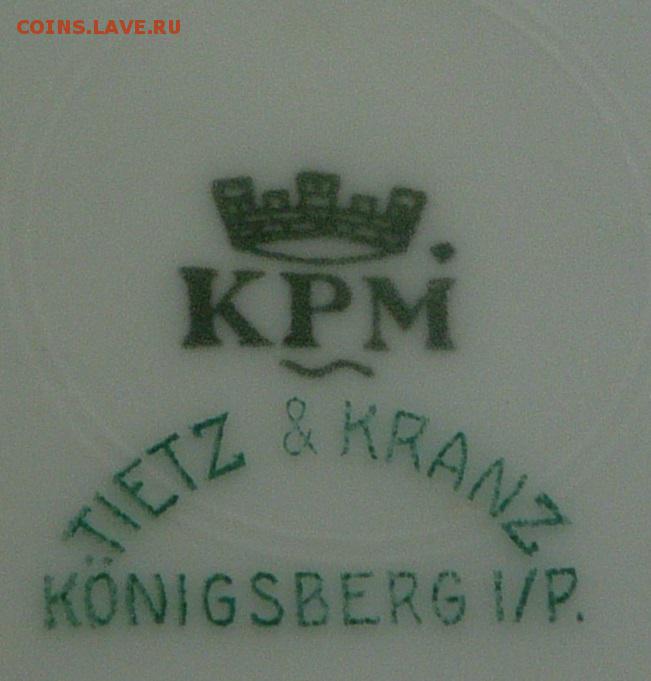 COINS.LAVE.RU
KPM
TIETZ & KRANZ
KÖNIGSBERG I/P.